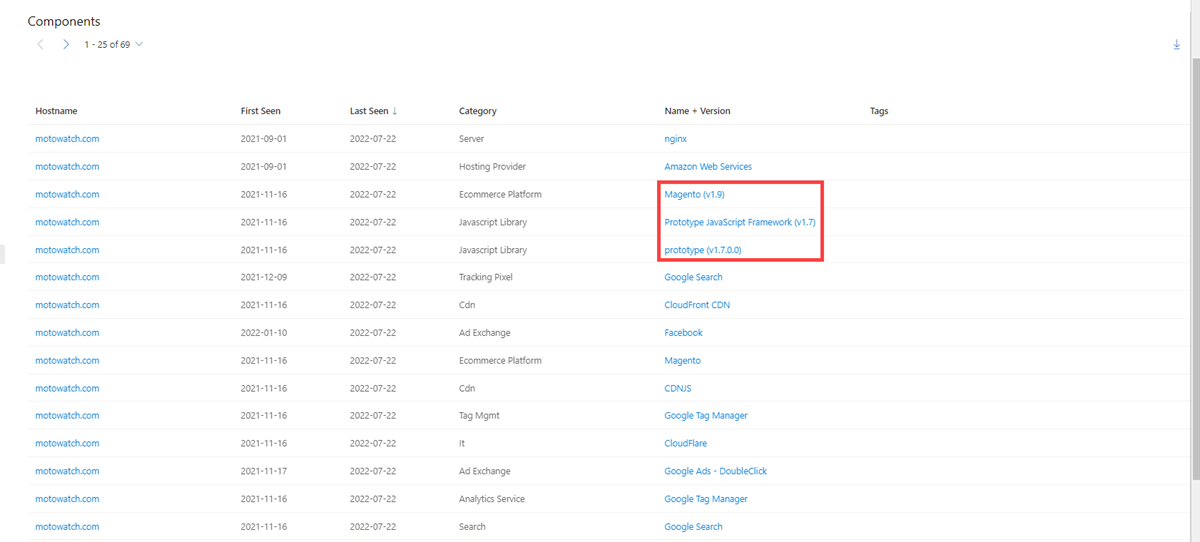 Components
1 - 25 of 69
Hostname First Seen Last Seen ↓ Category Name + Version Tags
motowatch.com 2021-09-01 2022-07-22 Server nginx
motowatch.com 2021-09-01 2022-07-22 Hosting Provider Amazon Web Services
motowatch.com 2021-11-16 2022-07-22 Ecommerce Platform Magento (v1.9)
motowatch.com 2021-11-16 2022-07-22 Javascript Library Prototype JavaScript Framework (v1.7)
motowatch.com 2021-11-16 2022-07-22 Javascript Library prototype (v1.7.0.0)
motowatch.com 2021-12-09 2022-07-22 Tracking Pixel Google Search
motowatch.com 2021-11-16 2022-07-22 Cdn CloudFront CDN
motowatch.com 2022-01-10 2022-07-22 Ad Exchange Facebook
motowatch.com 2021-11-16 2022-07-22 Ecommerce Platform Magento
motowatch.com 2021-11-16 2022-07-22 Cdn CDNJS
motowatch.com 2021-11-16 2022-07-22 Tag Mgmt Google Tag Manager
motowatch.com 2021-11-16 2022-07-22 It CloudFlare
motowatch.com 2021-11-17 2022-07-22 Ad Exchange Google Ads - DoubleClick
motowatch.com 2021-11-16 2022-07-22 Analytics Service Google Tag Manager
motowatch.com 2021-11-16 2022-07-22 Search Google Search